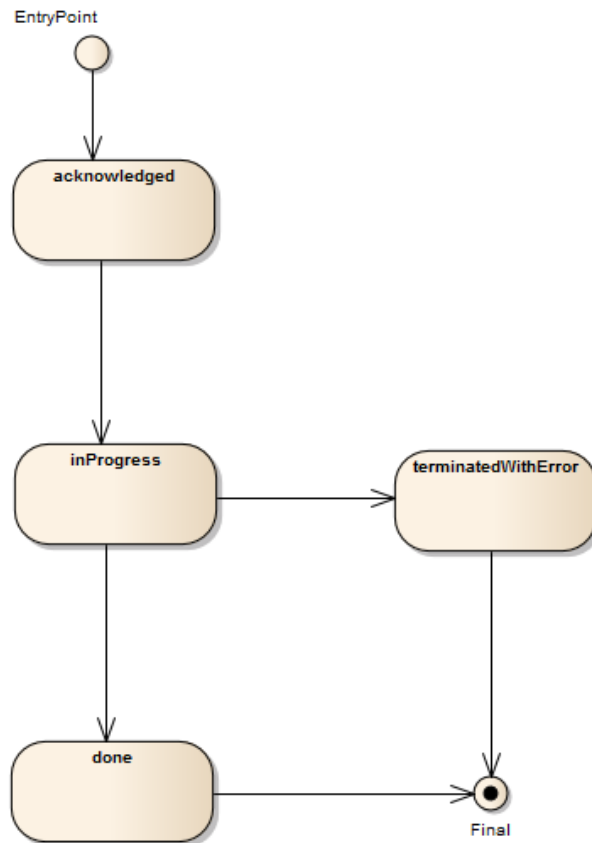 EntryPoint
acknowledged
inProgress
terminatedWithError
done
Final